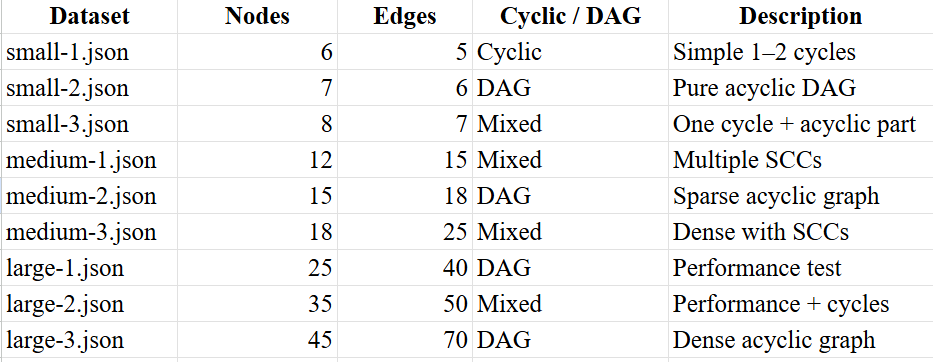 Dataset Nodes Edges Cyclic / DAG Description
small-1.json 6 5 Cyclic Simple 1–2 cycles
small-2.json 7 6 DAG Pure acyclic DAG
small-3.json 8 7 Mixed One cycle + acyclic part
medium-1.json 12 15 Mixed Multiple SCCs
medium-2.json 15 18 DAG Sparse acyclic graph
medium-3.json 18 25 Mixed Dense with SCCs
large-1.json 25 40 DAG Performance test
large-2.json 35 50 Mixed Performance + cycles
large-3.json 45 70 DAG Dense acyclic graph